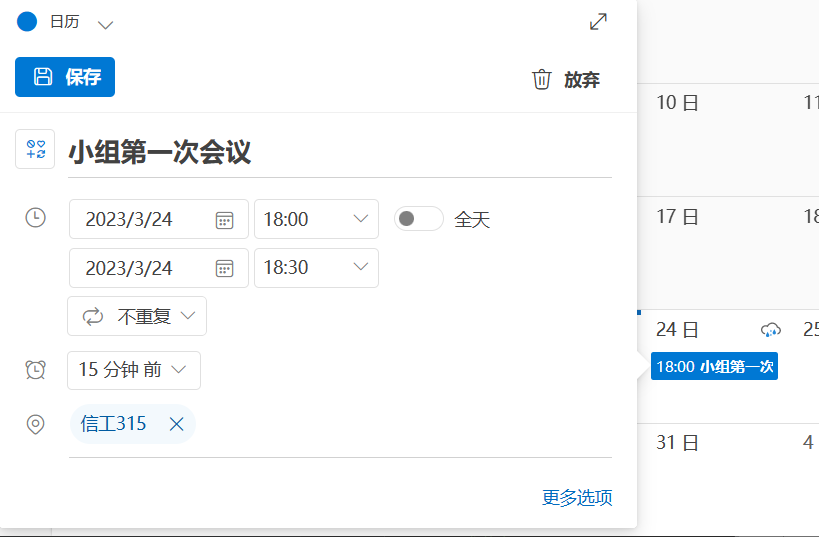 日历
保存
放弃
小组第一次会议
2023/3/24
18:00
全天
2023/3/24
18:30
不重复
15 分钟 前
信工315
更多选项
10 日
11
17 日
18
24 日
25
18:00 小组第一次
31 日
4